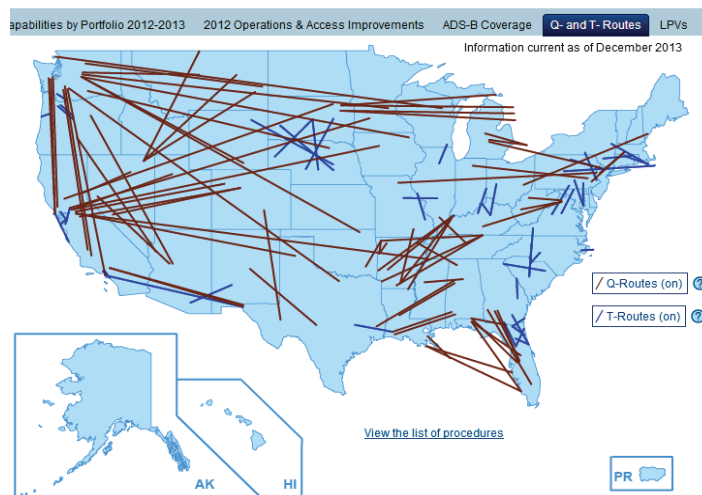 apabilities by Portfolio 2012-2013 2012 Operations & Access Improvements ADS-B Coverage Q- and T- Routes LPVs
Information current as of December 2013
/ Q-Routes (on) ?
/ T-Routes (on) ?
View the list of procedures
AK HI PR